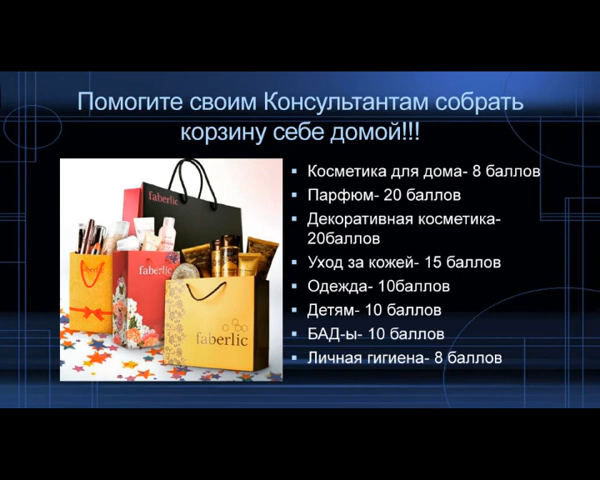 Помогите своим Консультантам собрать
корзину себе домой!!!
Косметика для дома- 8 баллов
Парфюм- 20 баллов
Декоративная косметика-
20баллов
Уход за кожей- 15 баллов
Одежда- 10баллов
Детям- 10 баллов
БАД-ы- 10 баллов
Личная гигиена- 8 баллов
faberlic
faberlic
faberlic
faberlic